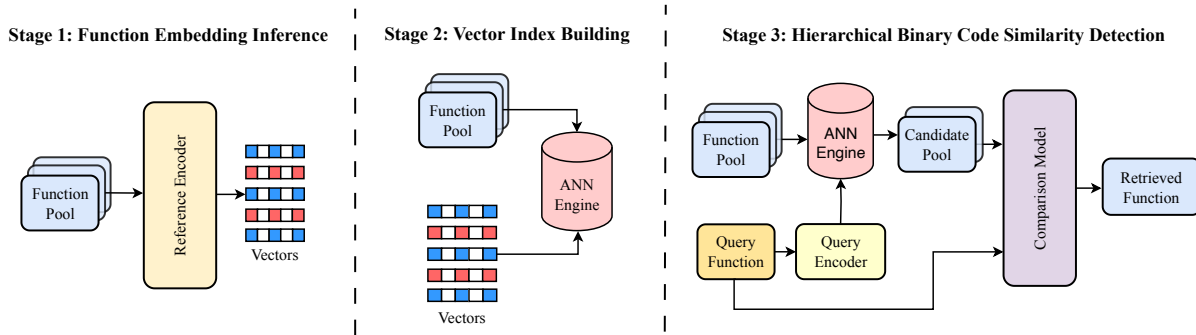 Stage 1: Function Embedding Inference
Function
Pool
Reference Encoder
Vectors
Stage 2: Vector Index Building
Function
Pool
ANN
Engine
Vectors
Stage 3: Hierarchical Binary Code Similarity Detection
Function
Pool
ANN
Engine
Candidate
Pool
Query
Function
Query
Encoder
Comparison Model
Retrieved
Function